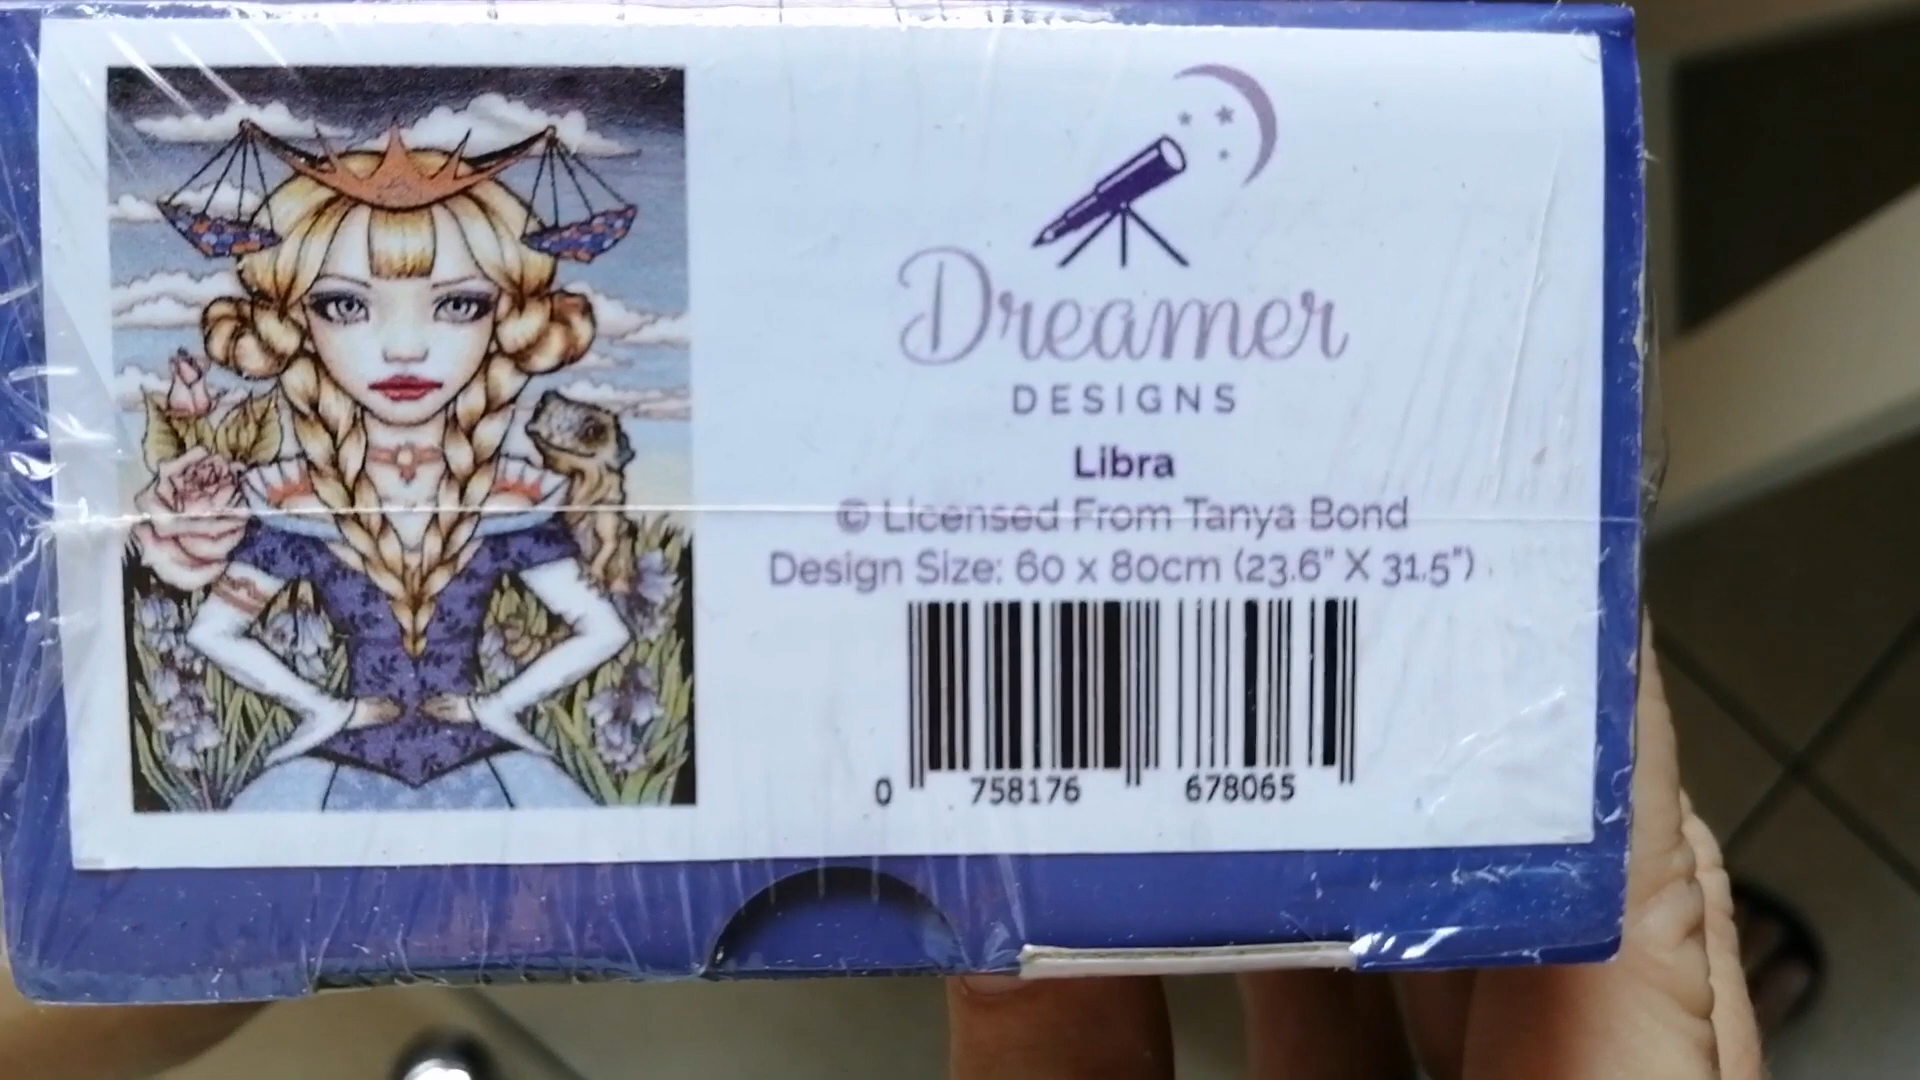 Dreamer
DESIGNS
Libra
© Licensed From Tanya Bond
Design Size: 60 x 80cm (23.6" X 31.5")
0 758176 678065